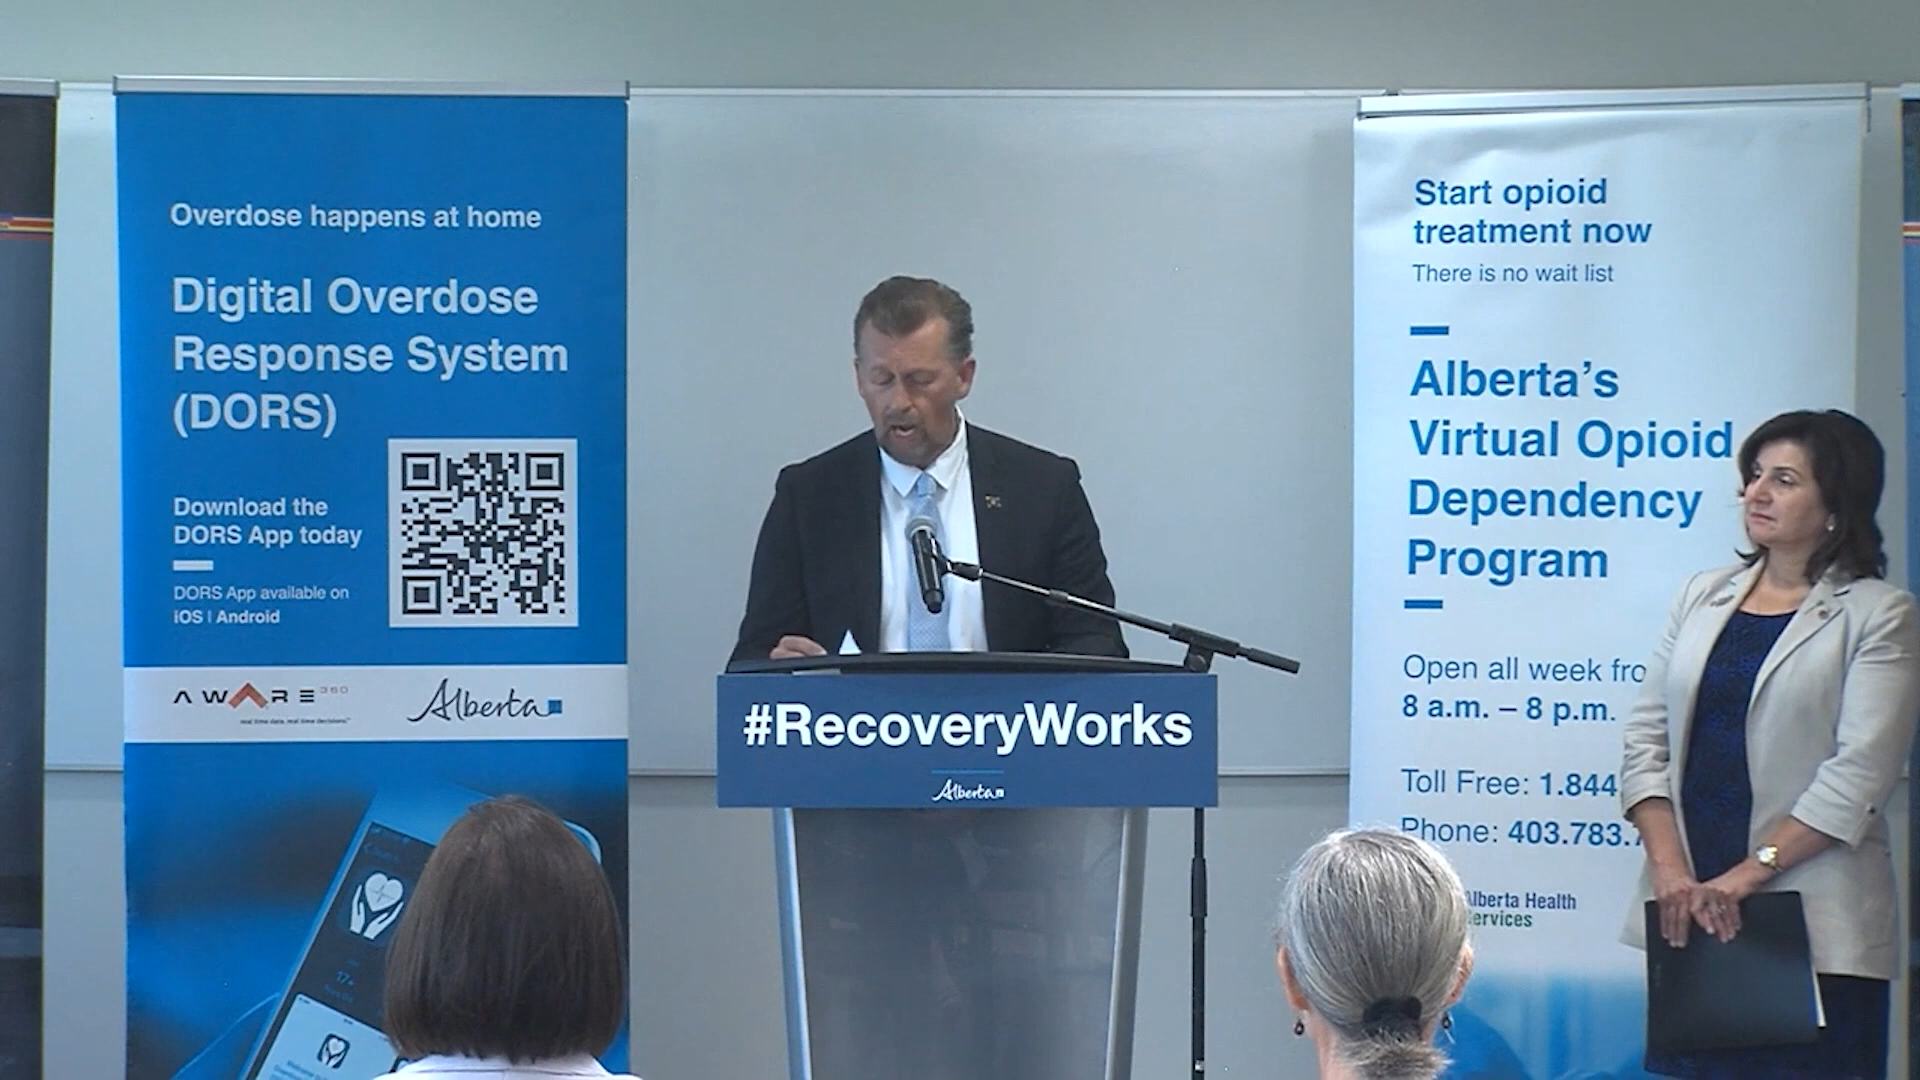 Overdose happens at home
Digital Overdose
Response System
(DORS)
Download the
DORS App today
DORS App available on
iOS | Android
AWARE360
real time data. real time decisions.
Alberta
17+
#RecoveryWorks
Alberta
Start opioid
treatment now
There is no wait list
Alberta's
Virtual Opioid
Dependency
Program
Open all week
8 a.m. – 8 p.m.
Toll Free: 1.844
Phone: 403.783.
Alberta Health
Services